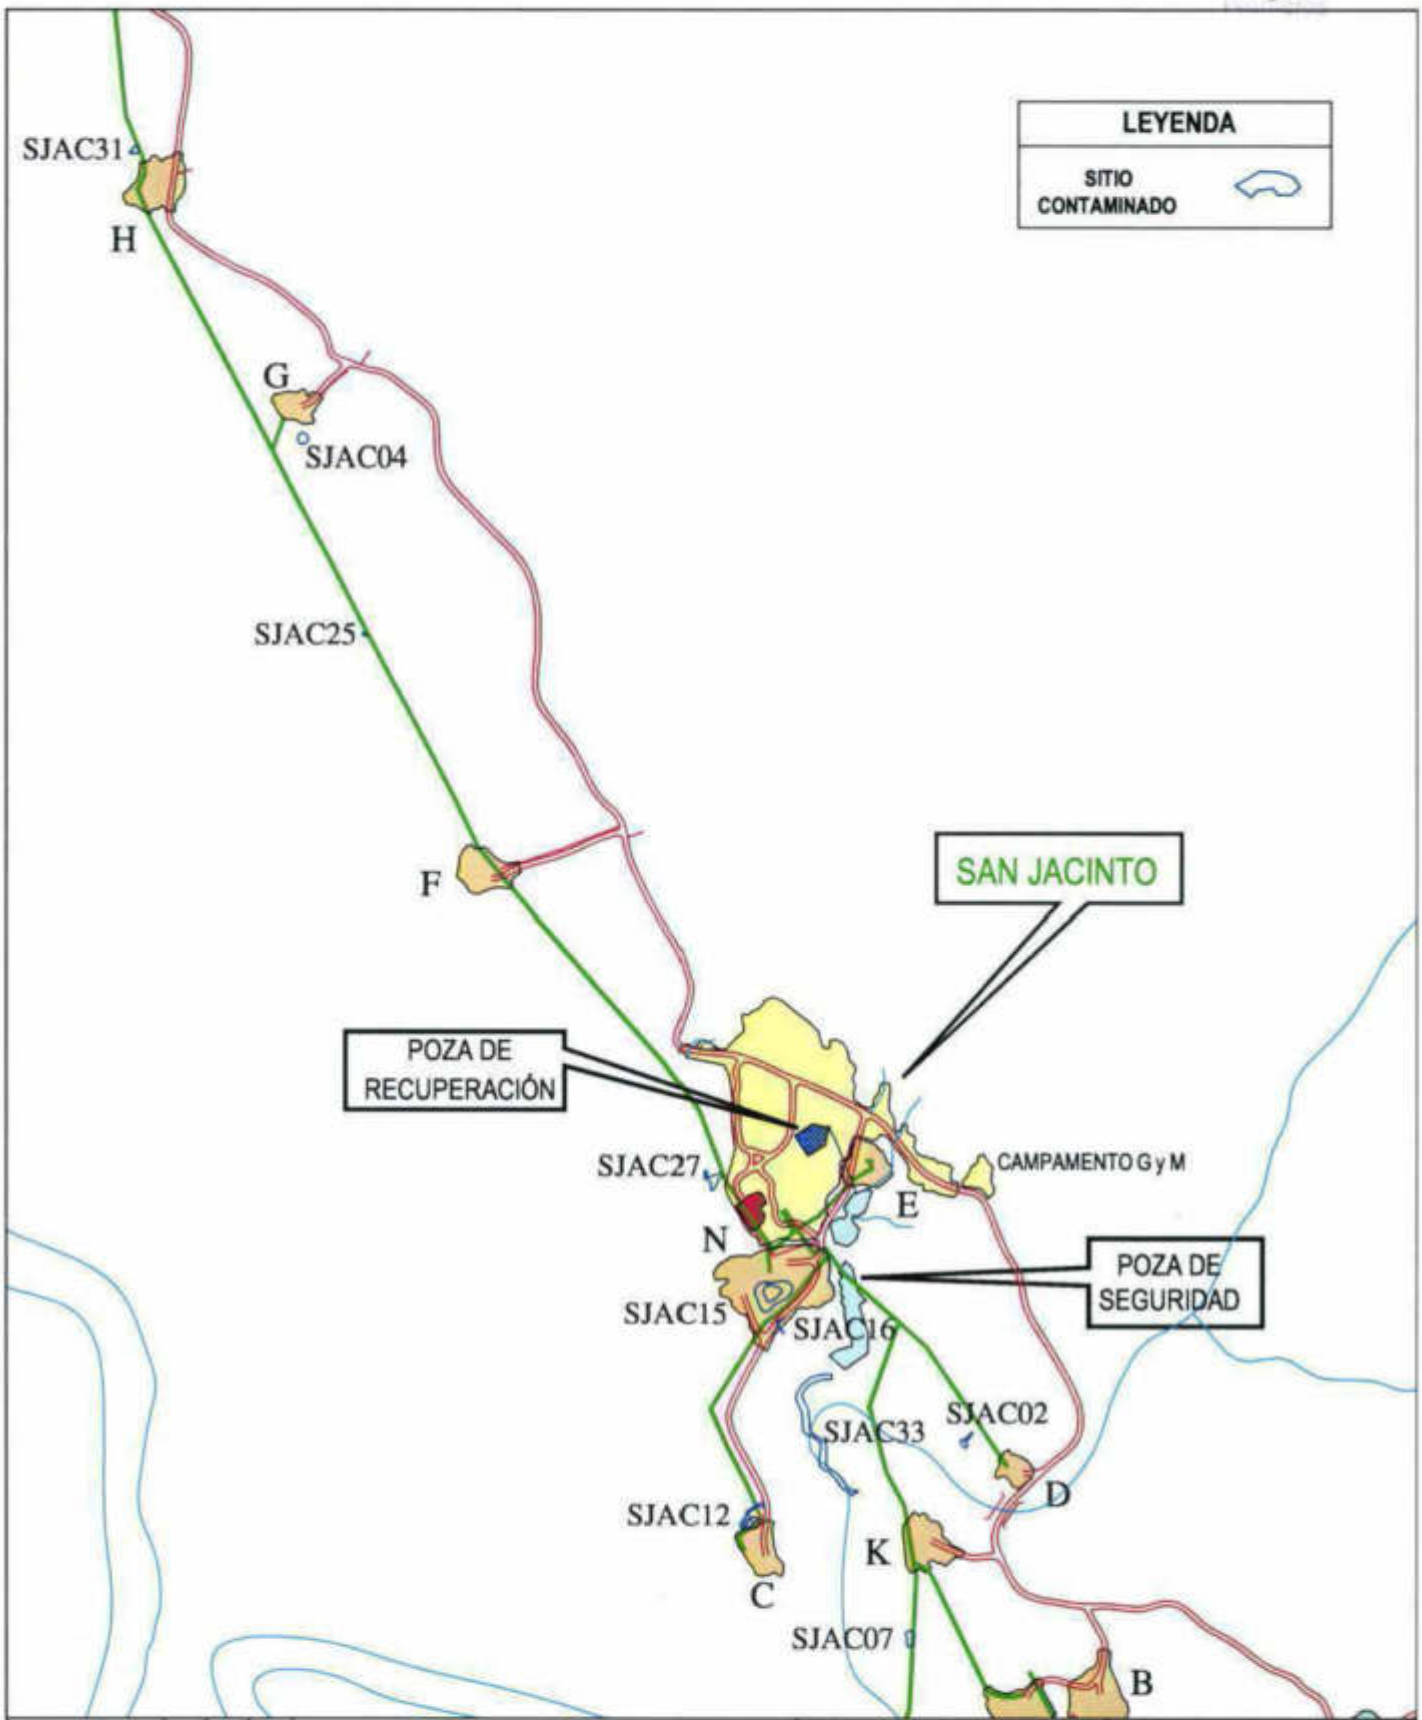 LEYENDA
SITIO
CONTAMINADO
SJAC31
H
G
SJAC04
SJAC25
F
SAN JACINTO
POZA DE
RECUPERACIÓN
SJAC27
CAMPAMENTO G y M
E
N
POZA DE
SEGURIDAD
SJAC15
SJAC16
SJAC02
SJAC33
D
SJAC12
K
C
SJAC07
B